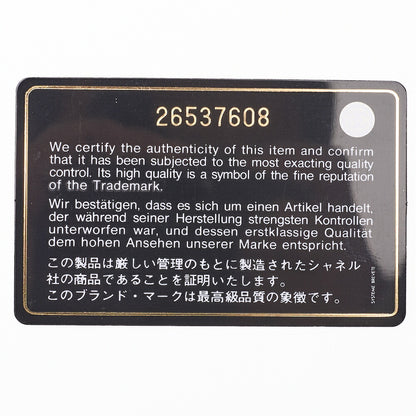 26537608
We certify the authenticity of this item and confirm
that it has been subjected to the most exacting quality
control. Its high quality is a symbol of the fine reputation
of the Trademark.
Wir bestätigen, dass es sich um einen Artikel handelt,
der während seiner Herstellung strengsten Kontrollen
unterworfen war, und dessen erstklassige Qualität
dem hohen Ansehen unserer Marke entspricht.
この製品は厳しい管理のもとに製造されたシャネル
社の商品であることを証明いたします。
このブランド・マークは最高級品質の象徴です。
SYSTEME BREVETE